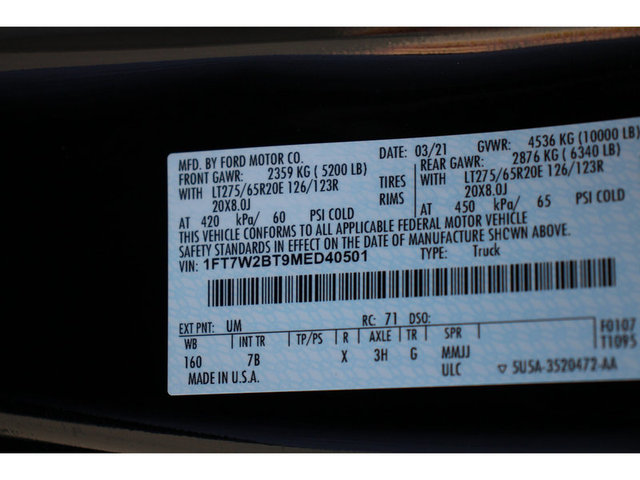 MFD. BY FORD MOTOR CO. DATE: 03/21 GVWR: 4536 KG (10000 LB)
FRONT GAWR: 2359 KG (5200 LB) REAR GAWR: 2876 KG (6340 LB)
WITH LT275/65R20E 126/123R TIRES WITH LT275/65R20E 126/123R
20X8.0J RIMS 20X8.0J
AT 420 kPa/ 60 PSI COLD AT 450 kPa/ 65 PSI COLD
THIS VEHICLE CONFORMS TO ALL APPLICABLE FEDERAL MOTOR VEHICLE
SAFETY STANDARDS IN EFFECT ON THE DATE OF MANUFACTURE SHOWN ABOVE.
VIN: 1FT7W2BT9MED40501 TYPE: Truck
EXT PNT: UM RC: 71 DSO: F0107
WB INT TR TP/PS R AXLE TR SPR T1095
160 7B X 3H G MMJJ
MADE IN U.S.A. ULC 5U5A-3520472-AA